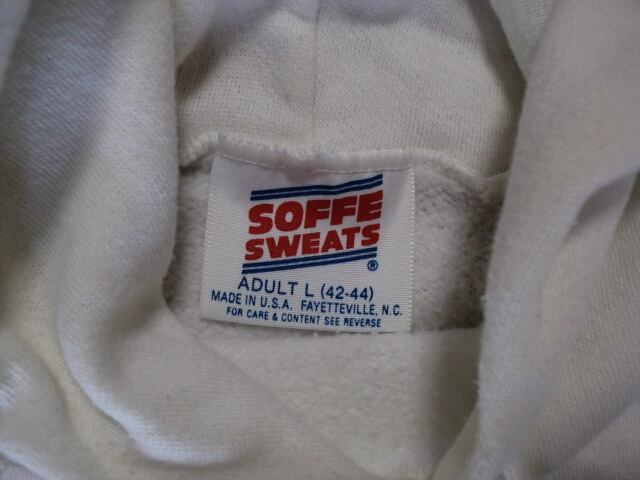 SOFFE
SWEATS®
ADULT L (42-44)
MADE IN U.S.A. FAYETTEVILLE, N.C.
FOR CARE & CONTENT SEE REVERSE